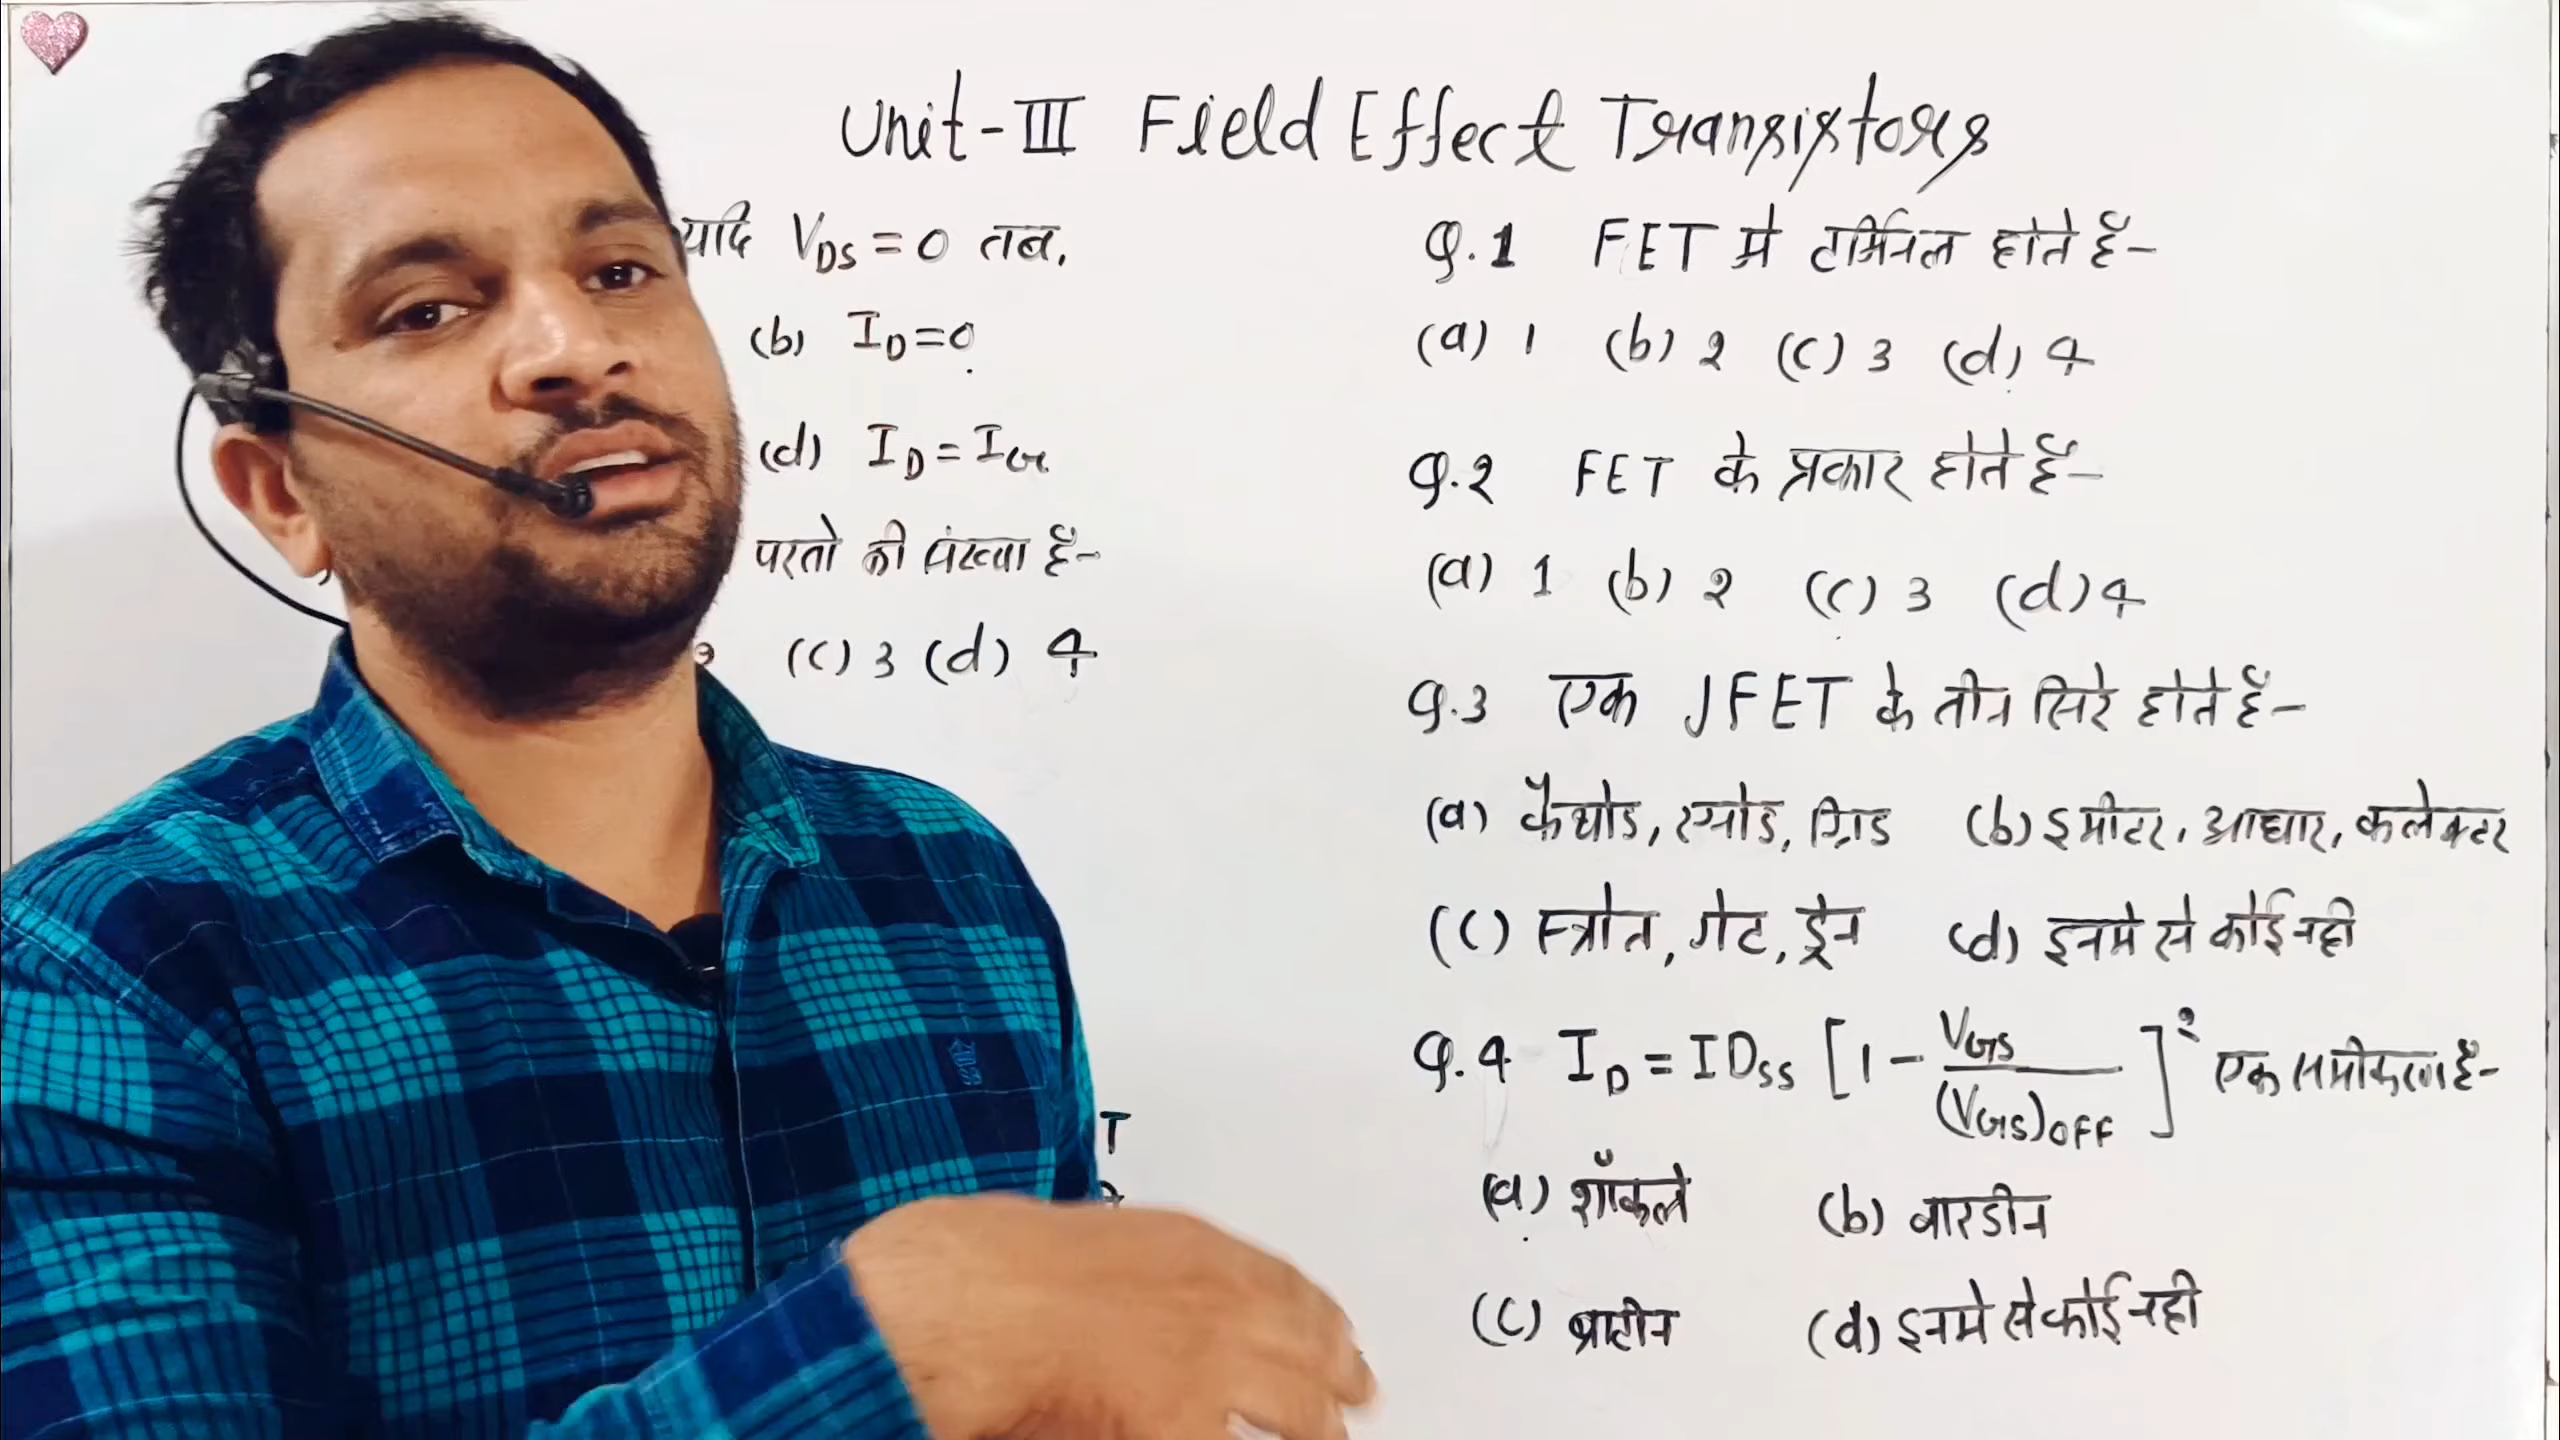 Unit-III Field Effect Transistors
यदि VDS = 0 तब,
(b) ID=0
(d) ID = IG
परतो की संख्या है-
(c) 3 (d) 4
T
Q.1 FET मे टर्मिनल होते हैं-
(a) 1 (b) 2 (c) 3 (d) 4
Q.2 FET के प्रकार होते हैं-
(a) 1 (b) 2 (c) 3 (d) 4
Q.3 एक JFET के तीन सिरे होते हैं-
(a) कैथोड, एनोड, ग्रिड (b) इमीटर, आधार, कलेक्टर
(c) स्त्रोत, गेट, ड्रेन (d) इनमे से कोई नही
Q.4 ID = IDSS [1 - VGS / (VGS)OFF]² एक समीकरण है-
(a) शॉकले (b) बारडीन
(c) ब्राटीन (d) इनमे से कोई नही